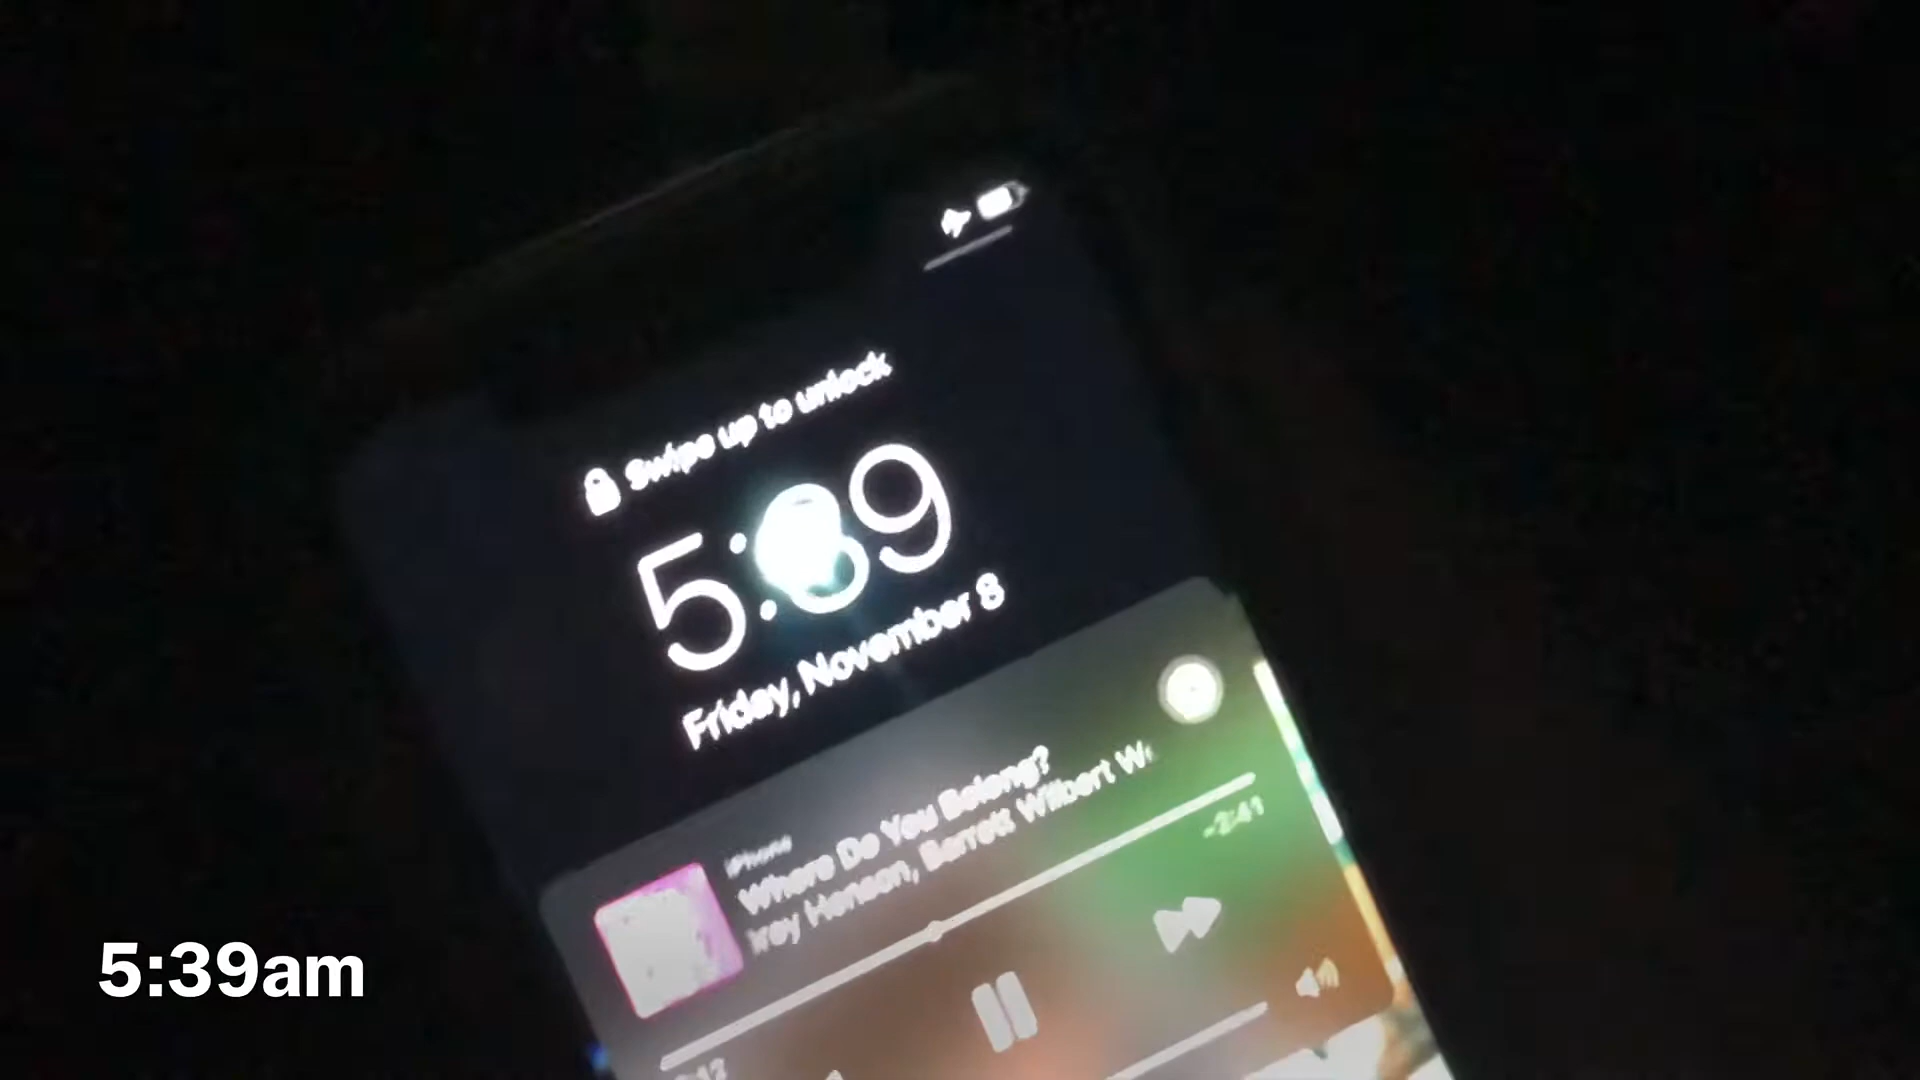 Swipe up to unlock
5:39
Friday, November 8
iPhone
Where Do You Belong?
Henson, Barrett Wilbert
-2:41
5:39am